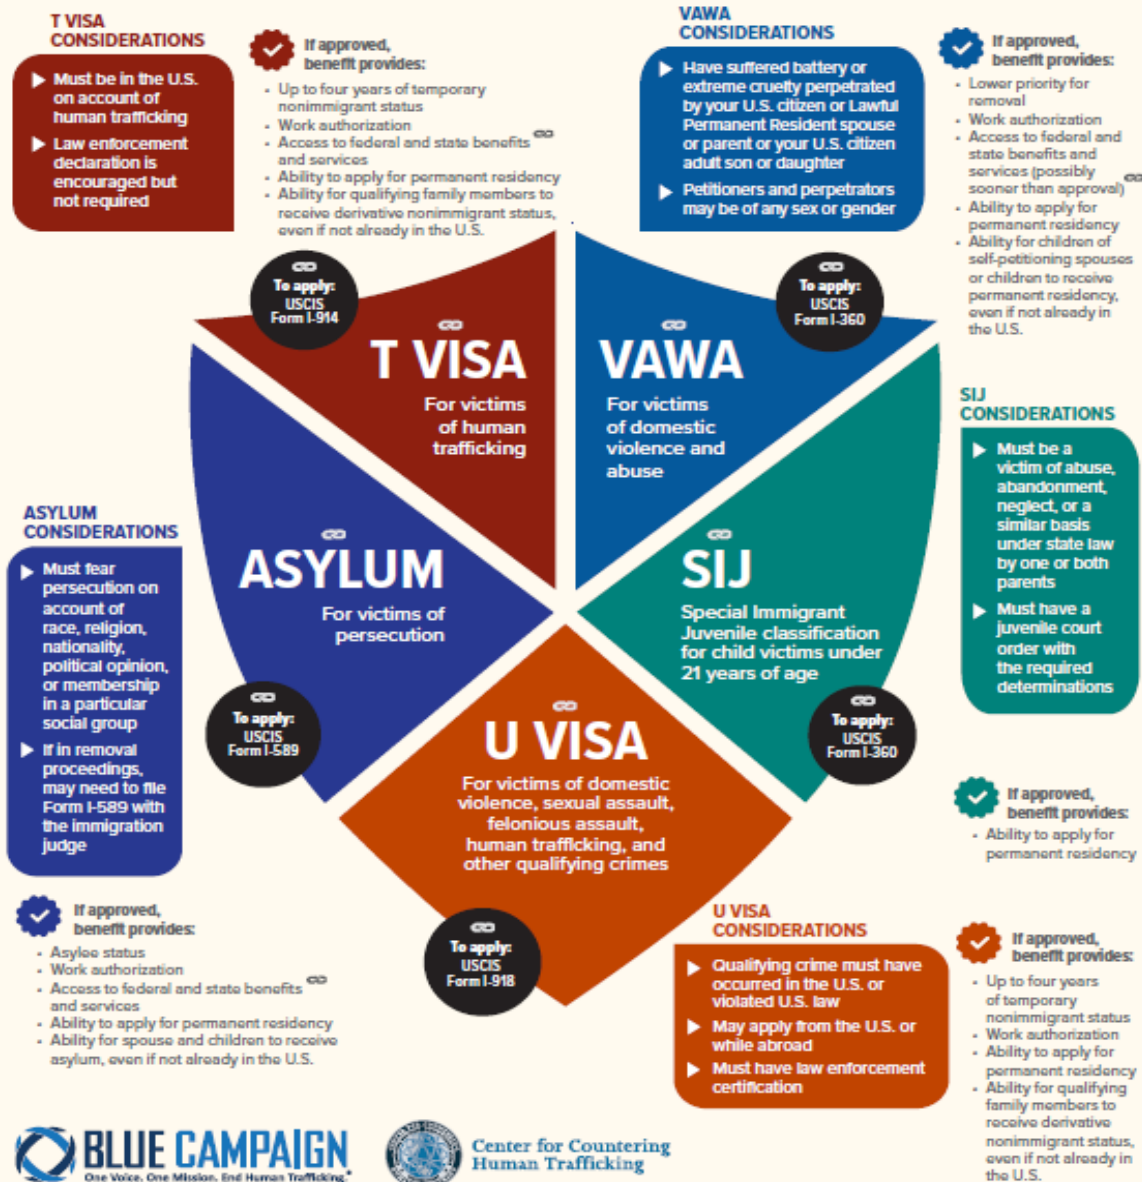 T VISA
CONSIDERATIONS
Must be in the U.S.
on account of
human trafficking
Law enforcement
declaration is
encouraged but
not required
If approved,
benefit provides:
• Up to four years of temporary
nonimmigrant status
• Work authorization
• Access to federal and state benefits
and services
• Ability to apply for permanent residency
• Ability for qualifying family members to
receive derivative nonimmigrant status,
even if not already in the U.S.
VAWA
CONSIDERATIONS
Have suffered battery or
extreme cruelty perpetrated
by your U.S. citizen or Lawful
Permanent Resident spouse
or parent or your U.S. citizen
adult son or daughter
Petitioners and perpetrators
may be of any sex or gender
If approved,
benefit provides:
• Lower priority for
removal
• Work authorization
• Access to federal and
state benefits and
services (possibly
sooner than approval)
• Ability to apply for
permanent residency
• Ability for children of
self-petitioning spouses
or children to receive
permanent residency,
even if not already in
the U.S.
To apply:
USCIS
Form I-914
T VISA
For victims
of human
trafficking
To apply:
USCIS
Form I-360
VAWA
For victims
of domestic
violence and
abuse
ASYLUM
CONSIDERATIONS
Must fear
persecution on
account of
race, religion,
nationality,
political opinion,
or membership
in a particular
social group
If in removal
proceedings,
may need to file
Form I-589 with
the immigration
judge
ASYLUM
For victims of
persecution
To apply:
USCIS
Form I-589
SIJ
Special Immigrant
Juvenile classification
for child victims under
21 years of age
To apply:
USCIS
Form I-360
SIJ
CONSIDERATIONS
Must be a
victim of abuse,
abandonment,
neglect, or a
similar basis
under state law
by one or both
parents
Must have a
juvenile court
order with
the required
determinations
If approved,
benefit provides:
• Ability to apply for
permanent residency
U VISA
For victims of domestic
violence, sexual assault,
felonious assault,
human trafficking, and
other qualifying crimes
To apply:
USCIS
Form I-918
If approved,
benefit provides:
• Asylee status
• Work authorization
• Access to federal and state benefits
and services
• Ability to apply for permanent residency
• Ability for spouse and children to receive
asylum, even if not already in the U.S.
U VISA
CONSIDERATIONS
Qualifying crime must have
occurred in the U.S. or
violated U.S. law
May apply from the U.S. or
while abroad
Must have law enforcement
certification
If approved,
benefit provides:
• Up to four years
of temporary
nonimmigrant status
• Work authorization
• Ability to apply for
permanent residency
• Ability for qualifying
family members to
receive derivative
nonimmigrant status,
even if not already in
the U.S.
BLUE CAMPAIGN
One Voice. One Mission. End Human Trafficking.®
Center for Countering
Human Trafficking